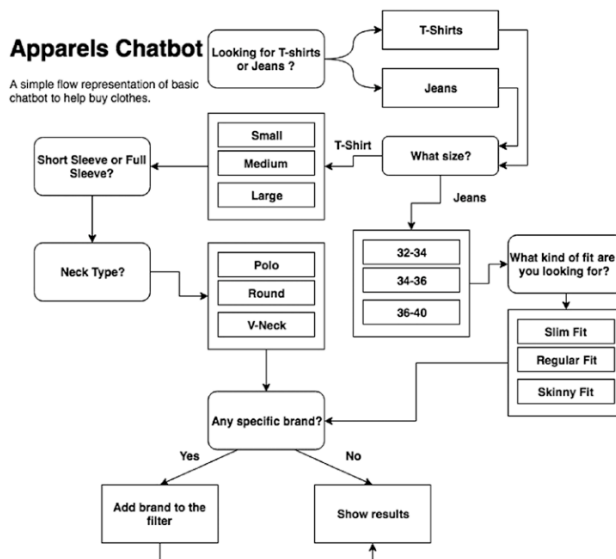 Apparels Chatbot
A simple flow representation of basic
chatbot to help buy clothes.
Looking for T-shirts
or Jeans ?
T-Shirts
Jeans
What size?
T-Shirt
Jeans
Small
Medium
Large
Short Sleeve or Full
Sleeve?
Neck Type?
Polo
Round
V-Neck
32-34
34-36
36-40
What kind of fit are
you looking for?
Slim Fit
Regular Fit
Skinny Fit
Any specific brand?
Yes
No
Add brand to the
filter
Show results